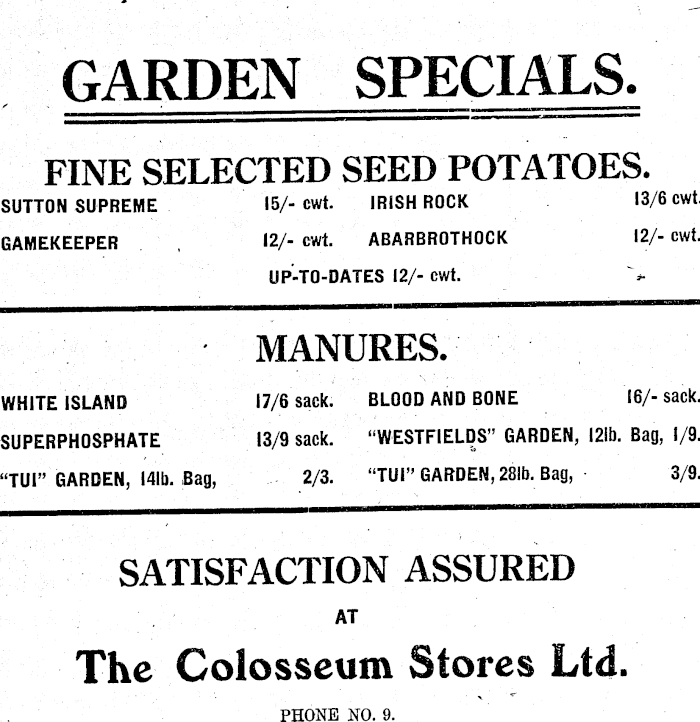 GARDEN SPECIALS.
FINE SELECTED SEED POTATOES.
SUTTON SUPREME 15/- cwt. IRISH ROCK 13/6 cwt.
GAMEKEEPER 12/- cwt. ABARBROTHOCK 12/- cwt.
UP-TO-DATES 12/- cwt.
MANURES.
WHITE ISLAND 17/6 sack. BLOOD AND BONE 16/- sack.
SUPERPHOSPHATE 13/9 sack. "WESTFIELDS" GARDEN, 12lb. Bag, 1/9.
"TUI" GARDEN, 14lb. Bag, 2/3. "TUI" GARDEN, 28lb. Bag, 3/9.
SATISFACTION ASSURED
AT
The Colosseum Stores Ltd.
PHONE NO. 9.